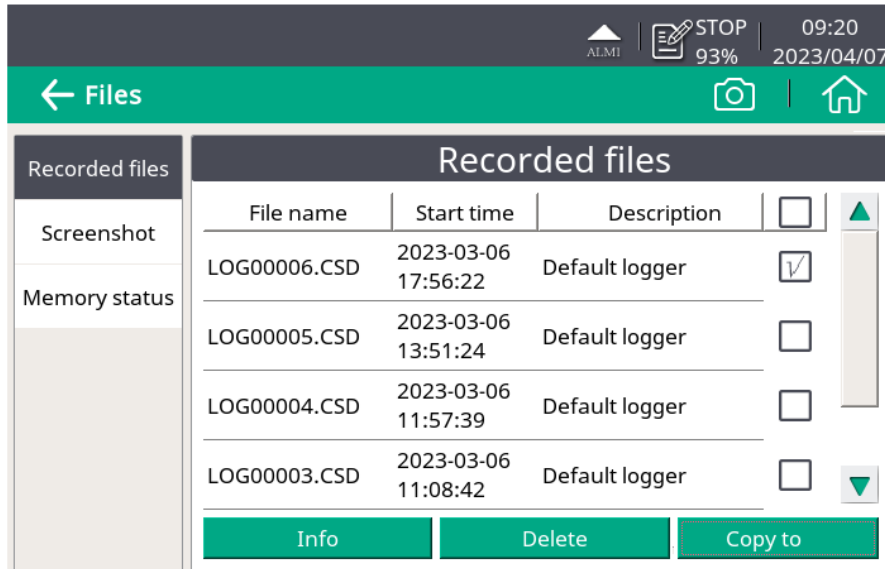 STOP 09:20
ALM1 93% 2023/04/07
Files
Recorded files
Recorded files
Screenshot
Memory status
File name Start time Description
LOG00006.CSD 2023-03-06 17:56:22 Default logger
LOG00005.CSD 2023-03-06 13:51:24 Default logger
LOG00004.CSD 2023-03-06 11:57:39 Default logger
LOG00003.CSD 2023-03-06 11:08:42 Default logger
Info Delete Copy to